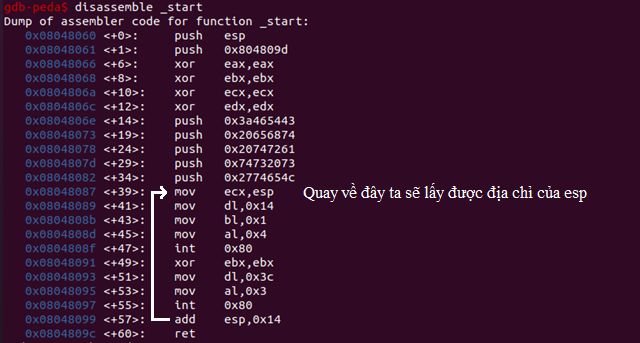 gdb-peda$ disassemble _start
Dump of assembler code for function _start:
0x08048060 <+0>: push esp
0x08048061 <+1>: push 0x804809d
0x08048066 <+6>: xor eax,eax
0x08048068 <+8>: xor ebx,ebx
0x0804806a <+10>: xor ecx,ecx
0x0804806c <+12>: xor edx,edx
0x0804806e <+14>: push 0x3a465443
0x08048073 <+19>: push 0x20656874
0x08048078 <+24>: push 0x20747261
0x0804807d <+29>: push 0x74732073
0x08048082 <+34>: push 0x2774654c
0x08048087 <+39>: mov ecx,esp Quay về đây ta sẽ lấy được địa chỉ của esp
0x08048089 <+41>: mov dl,0x14
0x0804808b <+43>: mov bl,0x1
0x0804808d <+45>: mov al,0x4
0x0804808f <+47>: int 0x80
0x08048091 <+49>: xor ebx,ebx
0x08048093 <+51>: mov dl,0x3c
0x08048095 <+53>: mov al,0x3
0x08048097 <+55>: int 0x80
0x08048099 <+57>: add esp,0x14
0x0804809c <+60>: ret